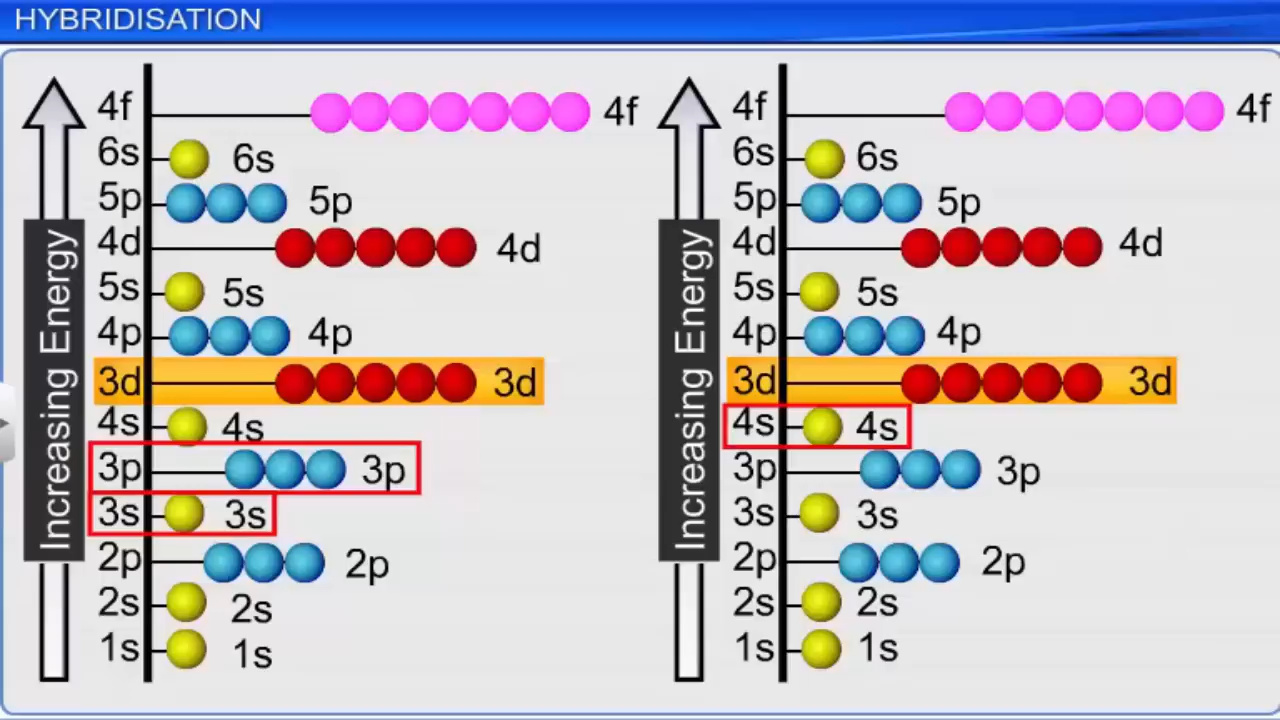 HYBRIDISATION
Increasing Energy
4f 4f
6s 6s
5p 5p
4d 4d
5s 5s
4p 4p
3d 3d
4s 4s
3p 3p
3s 3s
2p 2p
2s 2s
1s 1s
Increasing Energy
4f 4f
6s 6s
5p 5p
4d 4d
5s 5s
4p 4p
3d 3d
4s 4s
3p 3p
3s 3s
2p 2p
2s 2s
1s 1s